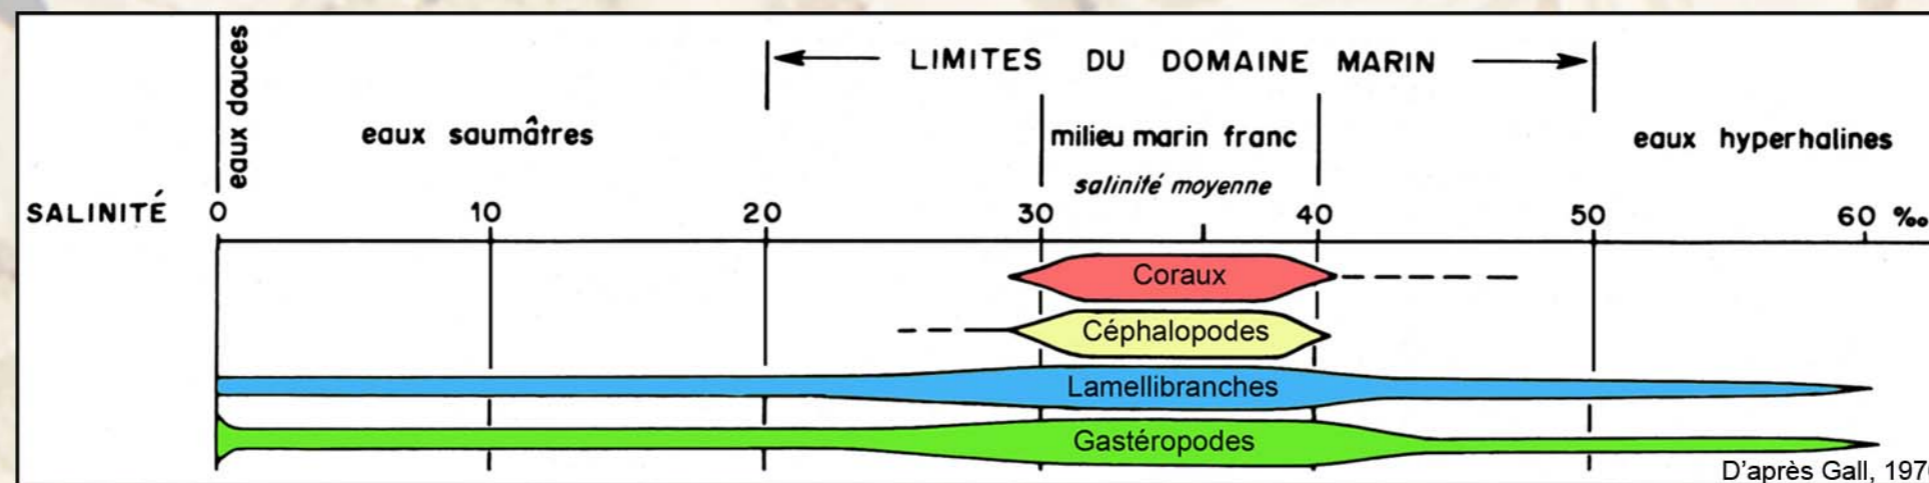 eaux douces
LIMITES DU DOMAINE MARIN
eaux saumâtres
milieu marin franc
eaux hyperhalines
salinité moyenne
SALINITÉ 0 10 20 30 40 50 60 ‰
Coraux
Céphalopodes
Lamellibranches
Gastéropodes
D'après Gall,